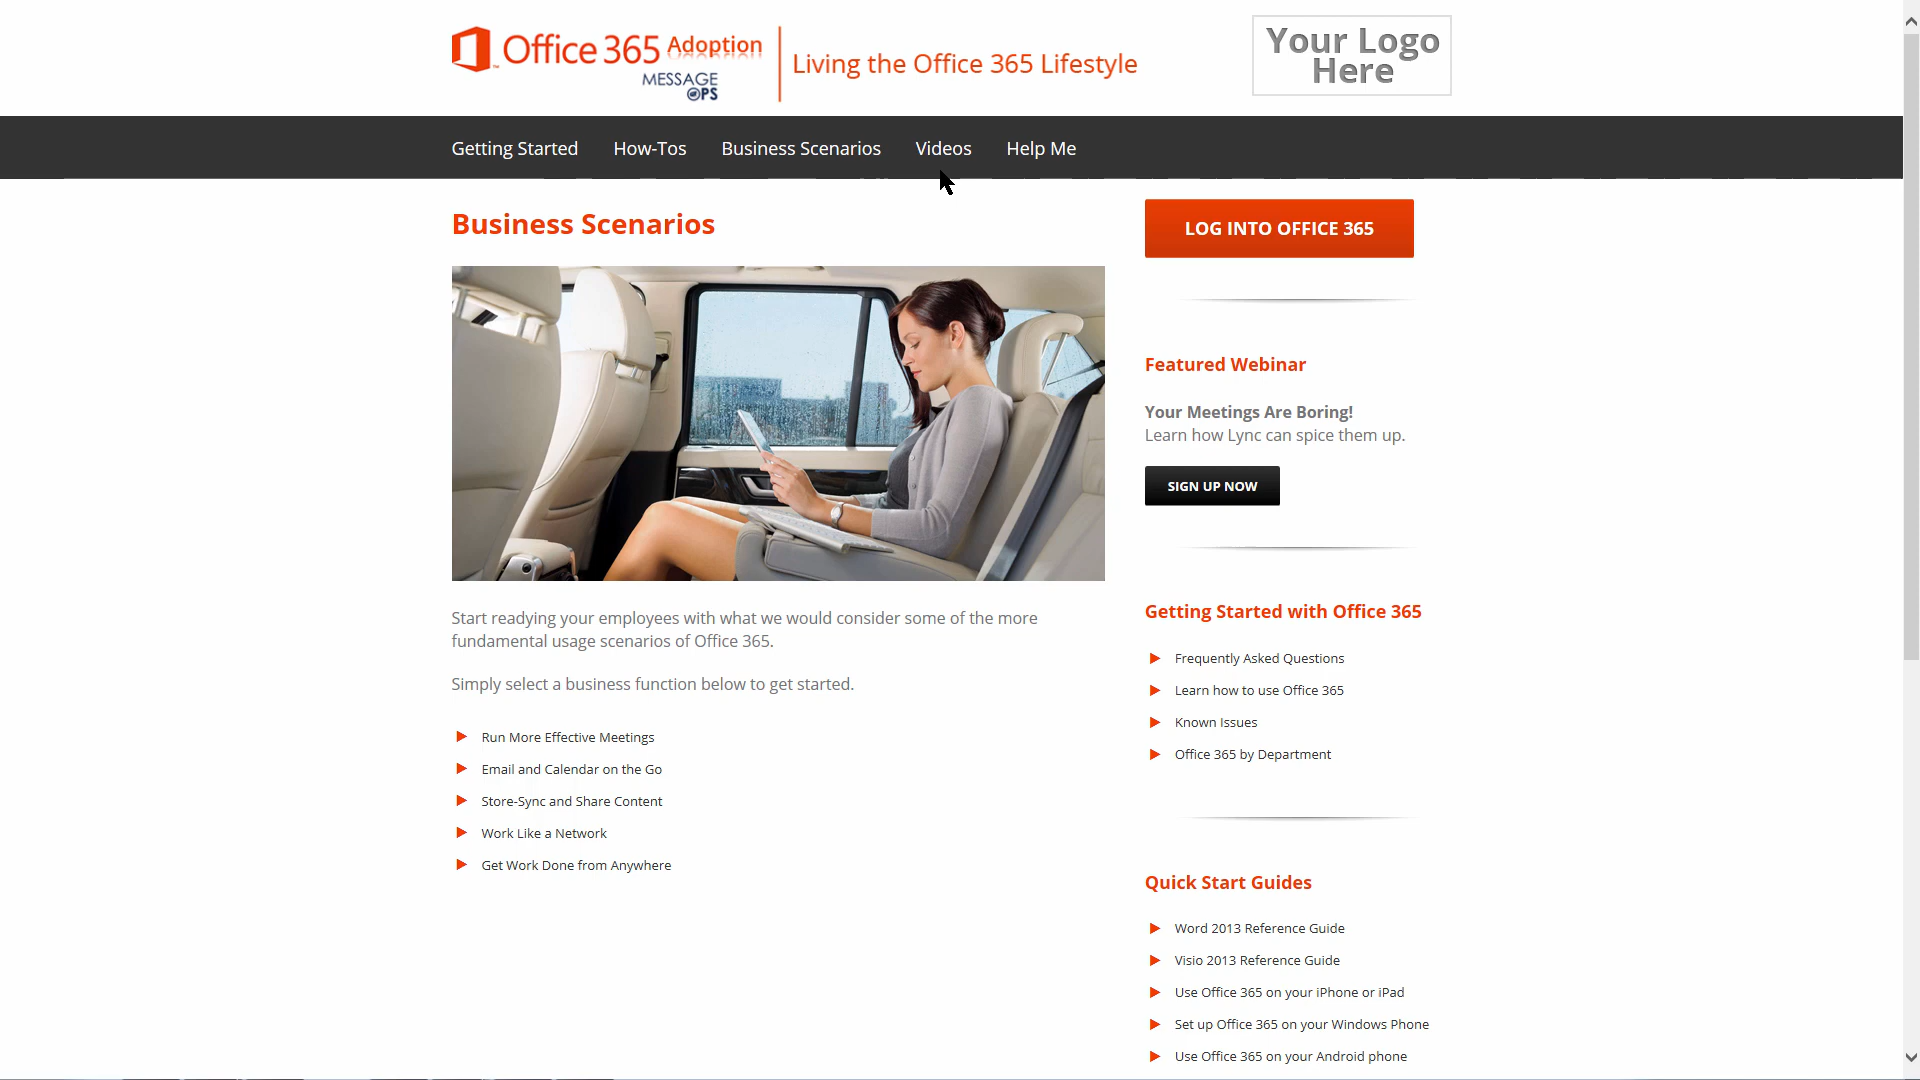 Office 365 Adoption
MESSAGE
OPS
Living the Office 365 Lifestyle
Your Logo
Here
Getting Started
How-Tos
Business Scenarios
Videos
Help Me
Business Scenarios
Start readying your employees with what we would consider some of the more
fundamental usage scenarios of Office 365.
Simply select a business function below to get started.
Run More Effective Meetings
Email and Calendar on the Go
Store-Sync and Share Content
Work Like a Network
Get Work Done from Anywhere
LOG INTO OFFICE 365
Featured Webinar
Your Meetings Are Boring!
Learn how Lync can spice them up.
SIGN UP NOW
Getting Started with Office 365
Frequently Asked Questions
Learn how to use Office 365
Known Issues
Office 365 by Department
Quick Start Guides
Word 2013 Reference Guide
Visio 2013 Reference Guide
Use Office 365 on your iPhone or iPad
Set up Office 365 on your Windows Phone
Use Office 365 on your Android phone